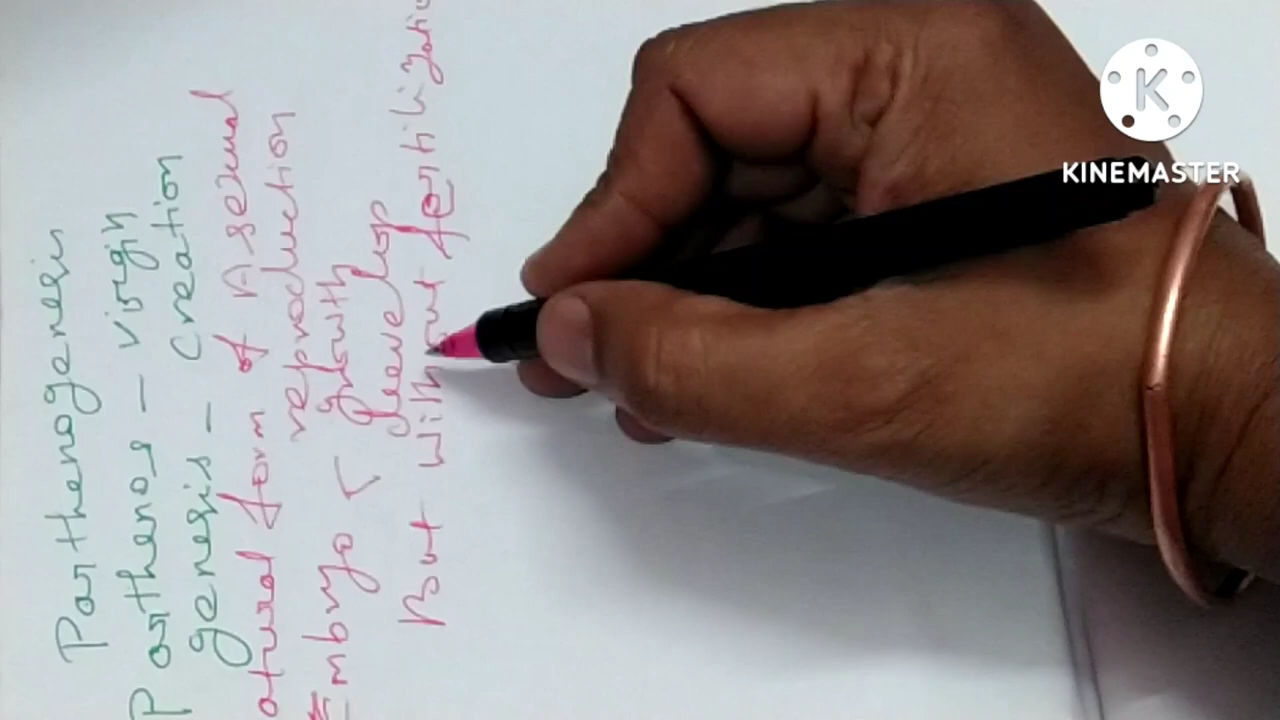 Parthenogenesis
Parthenos - virgin
genesis - creation
atural form of Asexual
reproduction
Embryo < growth
develop
But without fertilizatio
K
KINEMASTER